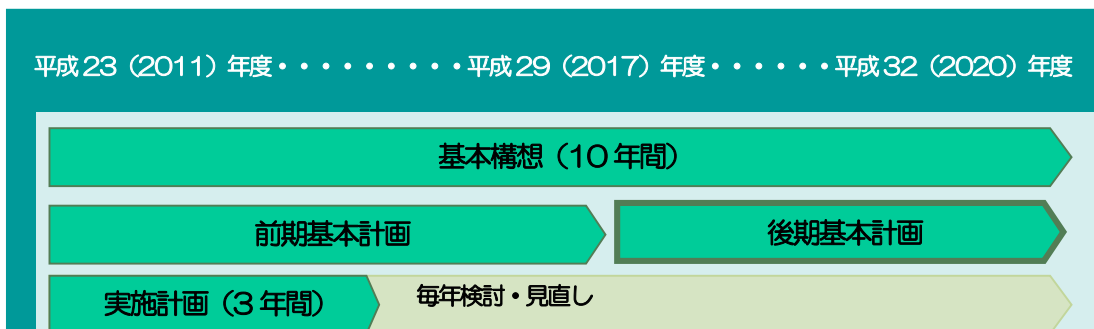 平成23（2011）年度・・・・・・・・・平成29（2017）年度・・・・・・平成32（2020）年度
基本構想（10年間）
前期基本計画 後期基本計画
実施計画（3年間） 毎年検討・見直し